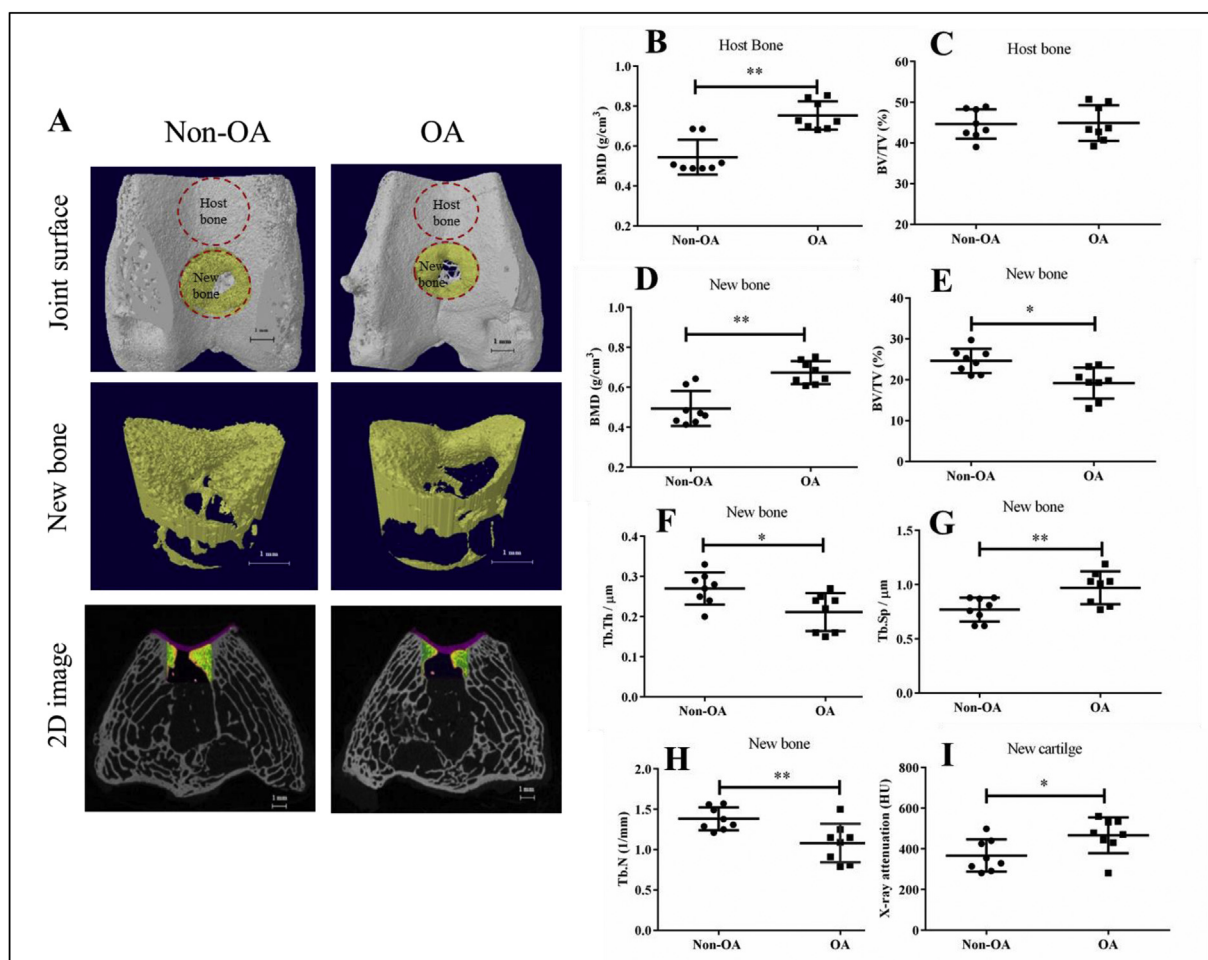 A
Non-OA
OA
Joint surface
Host
bone
New
bone
1 mm
Host
bone
New
bone
1 mm
New bone
1 mm
1 mm
2D image
1 mm
1 mm
B
Host Bone
**
BMD (g/cm³)
1.0
0.8
0.6
0.4
0.2
Non-OA
OA
C
Host bone
BV/TV (%)
60
50
40
30
20
Non-OA
OA
D
New bone
**
BMD (g/cm³)
1.0
0.8
0.6
0.4
0.2
Non-OA
OA
E
New bone
*
BV/TV (%)
40
30
20
10
0
Non-OA
OA
F
New bone
*
Tb.Th / μm
0.4
0.3
0.2
0.1
0.0
Non-OA
OA
G
New bone
**
Tb.Sp / μm
1.5
1.0
0.5
0.0
Non-OA
OA
H
New bone
**
Tb.N (1/mm)
2.0
1.5
1.0
0.5
0.0
Non-OA
OA
I
New cartilge
*
X-ray attenuation (HU)
800
600
400
200
0
Non-OA
OA